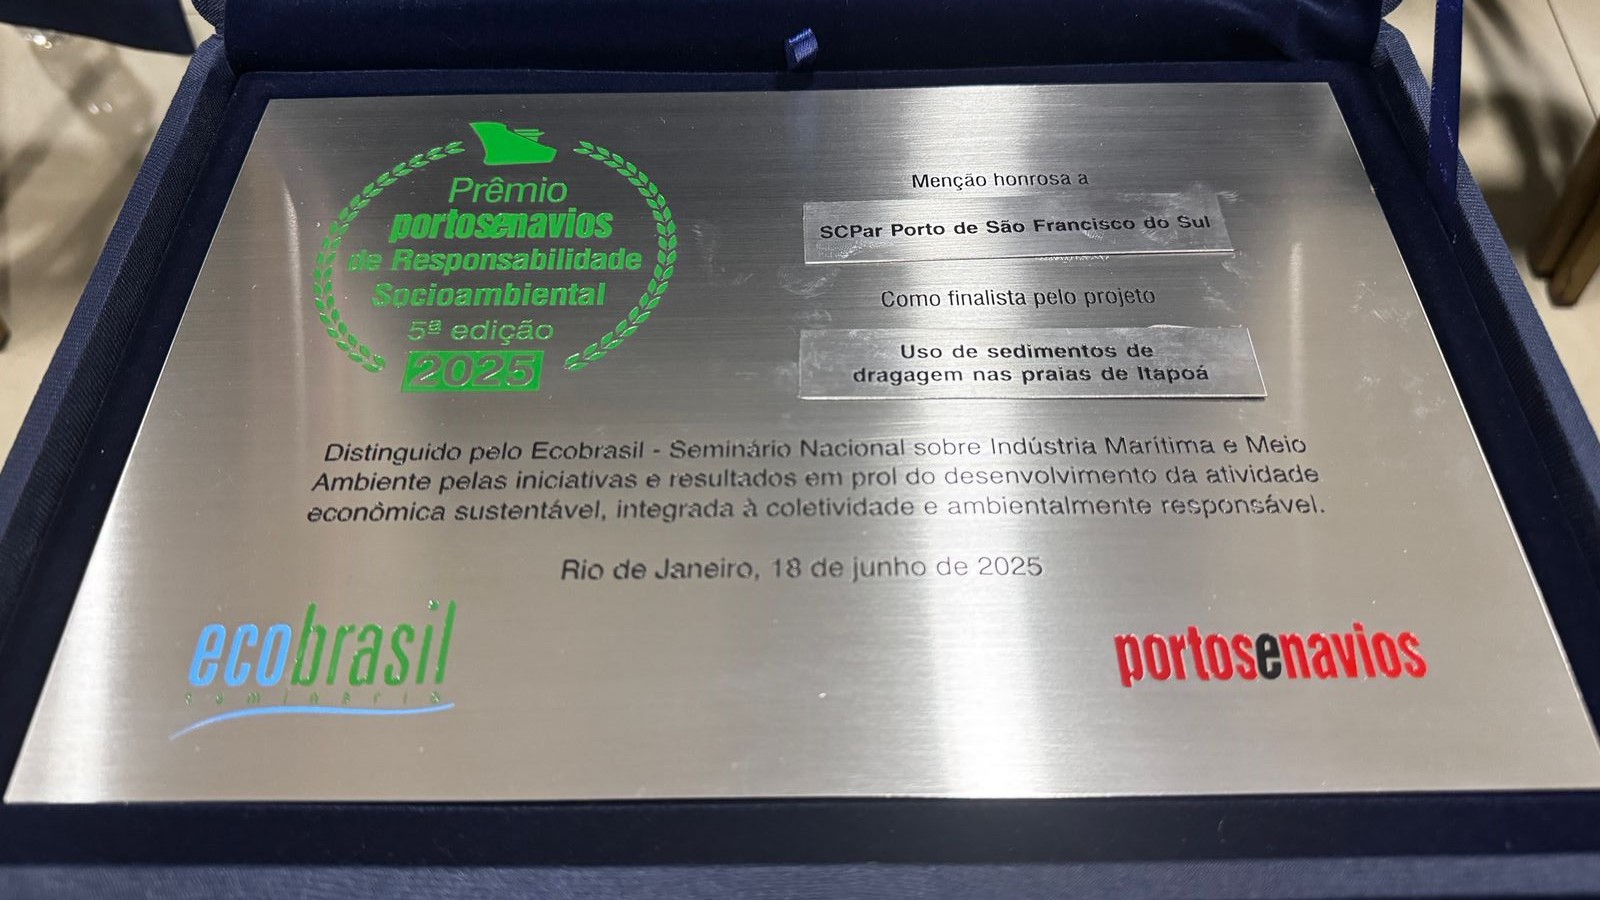 Prêmio
portosenavios
de Responsabilidade
Socioambiental
5ª edição
2025
Menção honrosa a
SCPar Porto de São Francisco do Sul
Como finalista pelo projeto
Uso de sedimentos de
dragagem nas praias de Itapoá
Distinguido pelo Ecobrasil - Seminário Nacional sobre Indústria Marítima e Meio
Ambiente pelas iniciativas e resultados em prol do desenvolvimento da atividade
econômica sustentável, integrada à coletividade e ambientalmente responsável.
Rio de Janeiro, 18 de junho de 2025
ecobrasil
seminário
portosenavios